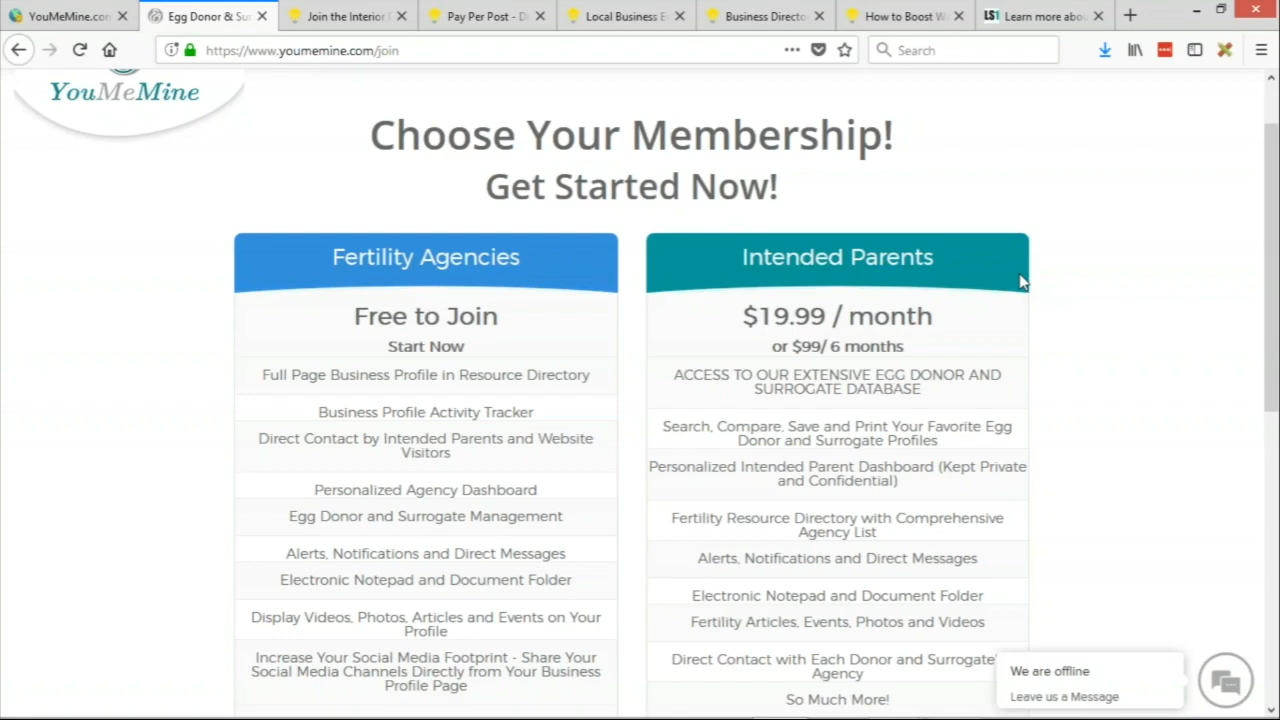 YouMeMine.com
Egg Donor & Su
Join the Interior
Pay Per Post - D
Local Business E
Business Directo
How to Boost W
LS1
Learn more abou
https://www.youmemine.com/join
Search
YouMeMine
Choose Your Membership!
Get Started Now!
Fertility Agencies
Free to Join
Start Now
Full Page Business Profile in Resource Directory
Business Profile Activity Tracker
Direct Contact by Intended Parents and Website
Visitors
Personalized Agency Dashboard
Egg Donor and Surrogate Management
Alerts, Notifications and Direct Messages
Electronic Notepad and Document Folder
Display Videos, Photos, Articles and Events on Your
Profile
Increase Your Social Media Footprint - Share Your
Social Media Channels Directly from Your Business
Profile Page
Intended Parents
$19.99 / month
or $99/ 6 months
ACCESS TO OUR EXTENSIVE EGG DONOR AND
SURROGATE DATABASE
Search, Compare, Save and Print Your Favorite Egg
Donor and Surrogate Profiles
Personalized Intended Parent Dashboard (Kept Private
and Confidential)
Fertility Resource Directory with Comprehensive
Agency List
Alerts, Notifications and Direct Messages
Electronic Notepad and Document Folder
Fertility Articles, Events, Photos and Videos
Direct Contact with Each Donor and Surrogate'
Agency
So Much More!
We are offline
Leave us a Message